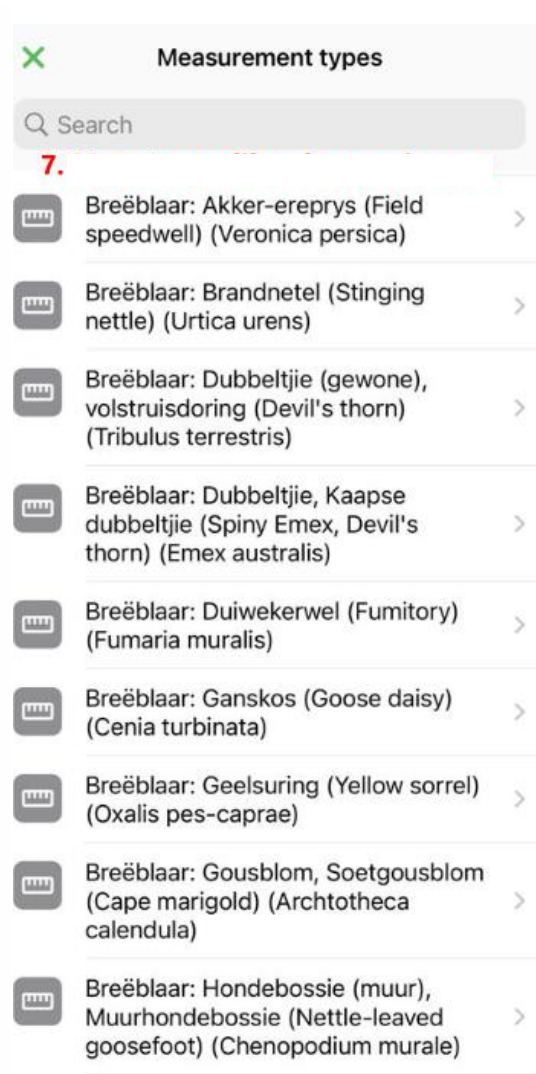 Measurement types
Search
7.
Breëblaar: Akker-ereprys (Field
speedwell) (Veronica persica)
Breëblaar: Brandnetel (Stinging
nettle) (Urtica urens)
Breëblaar: Dubbeltjie (gewone),
volstruisdoring (Devil's thorn)
(Tribulus terrestris)
Breëblaar: Dubbeltjie, Kaapse
dubbeltjie (Spiny Emex, Devil's
thorn) (Emex australis)
Breëblaar: Duiwekerwel (Fumitory)
(Fumaria muralis)
Breëblaar: Ganskos (Goose daisy)
(Cenia turbinata)
Breëblaar: Geelsuring (Yellow sorrel)
(Oxalis pes-caprae)
Breëblaar: Gousblom, Soetgousblom
(Cape marigold) (Archtotheca
calendula)
Breëblaar: Hondebossie (muur),
Muurhondebossie (Nettle-leaved
goosefoot) (Chenopodium murale)